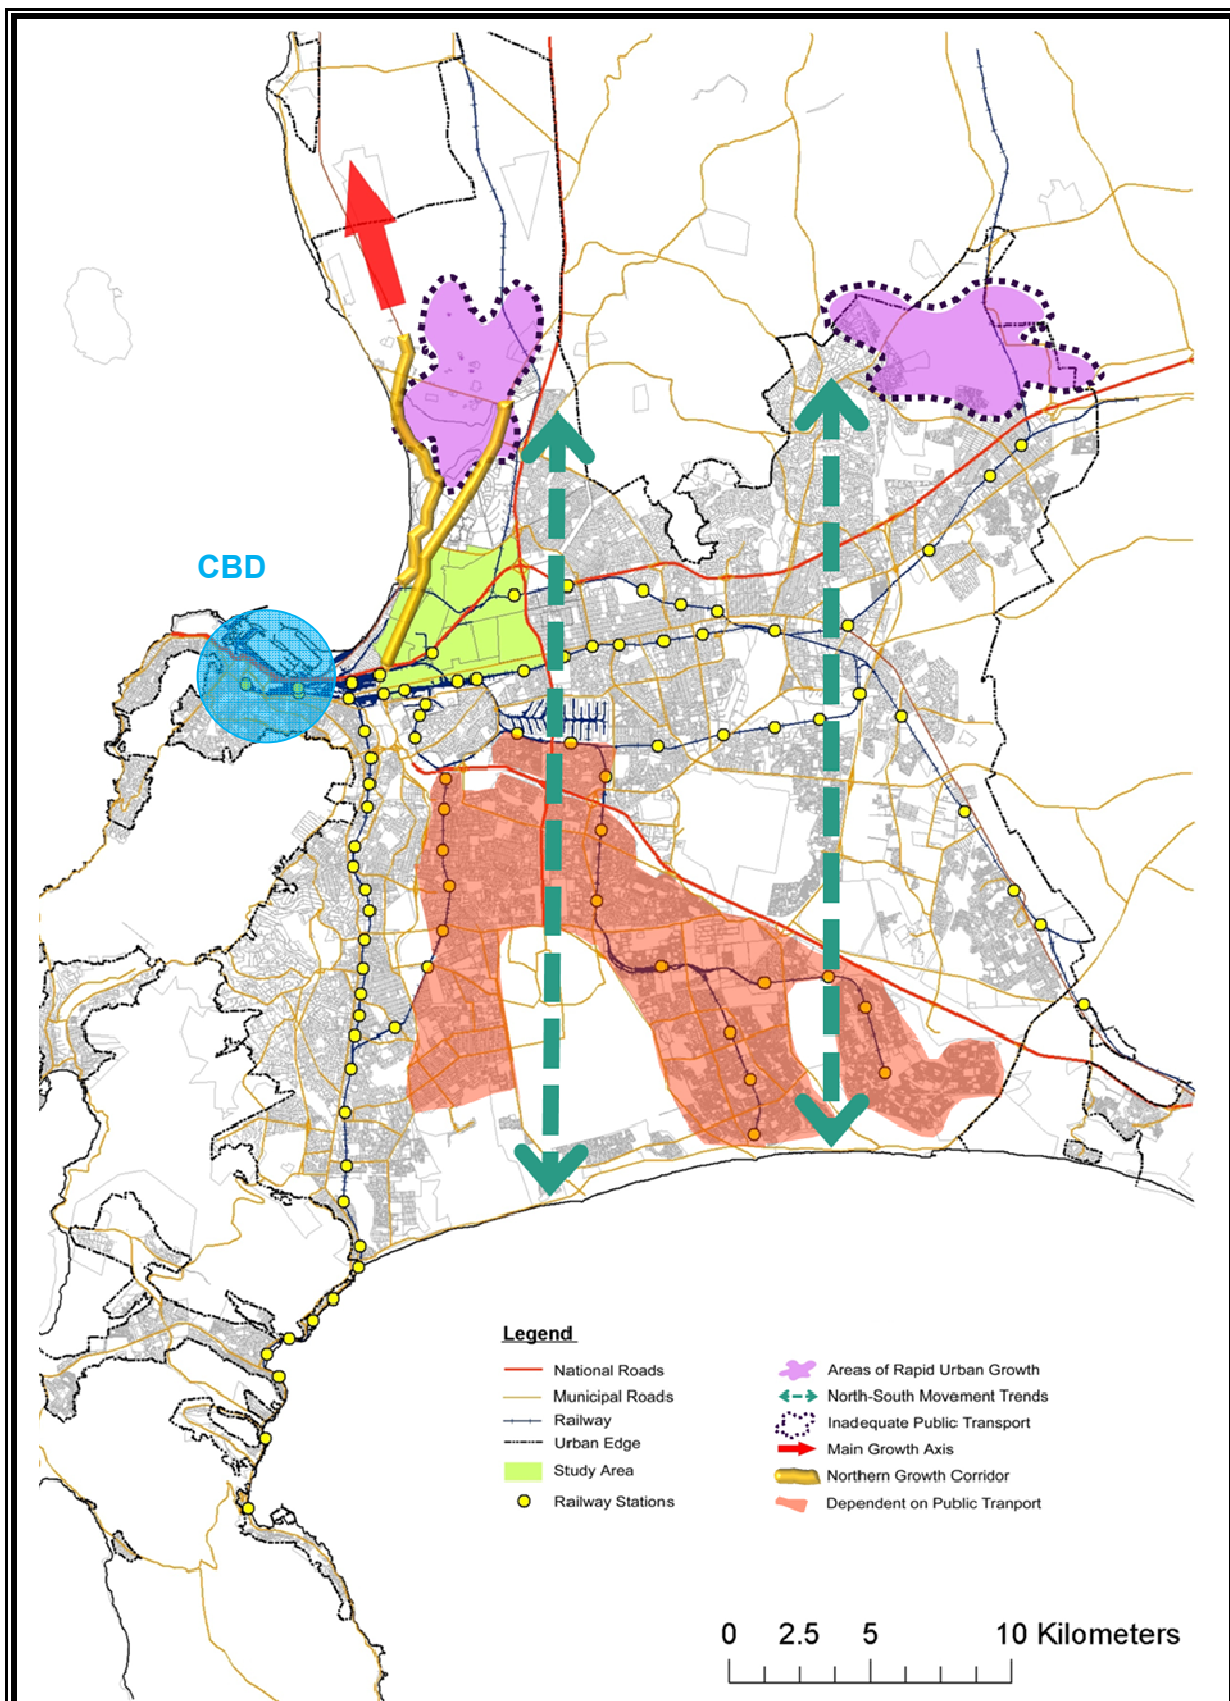 CBD
Legend
National Roads
Municipal Roads
Railway
Urban Edge
Study Area
Railway Stations
Areas of Rapid Urban Growth
North-South Movement Trends
Inadequate Public Transport
Main Growth Axis
Northern Growth Corridor
Dependent on Public Tranport
0 2.5 5 10 Kilometers